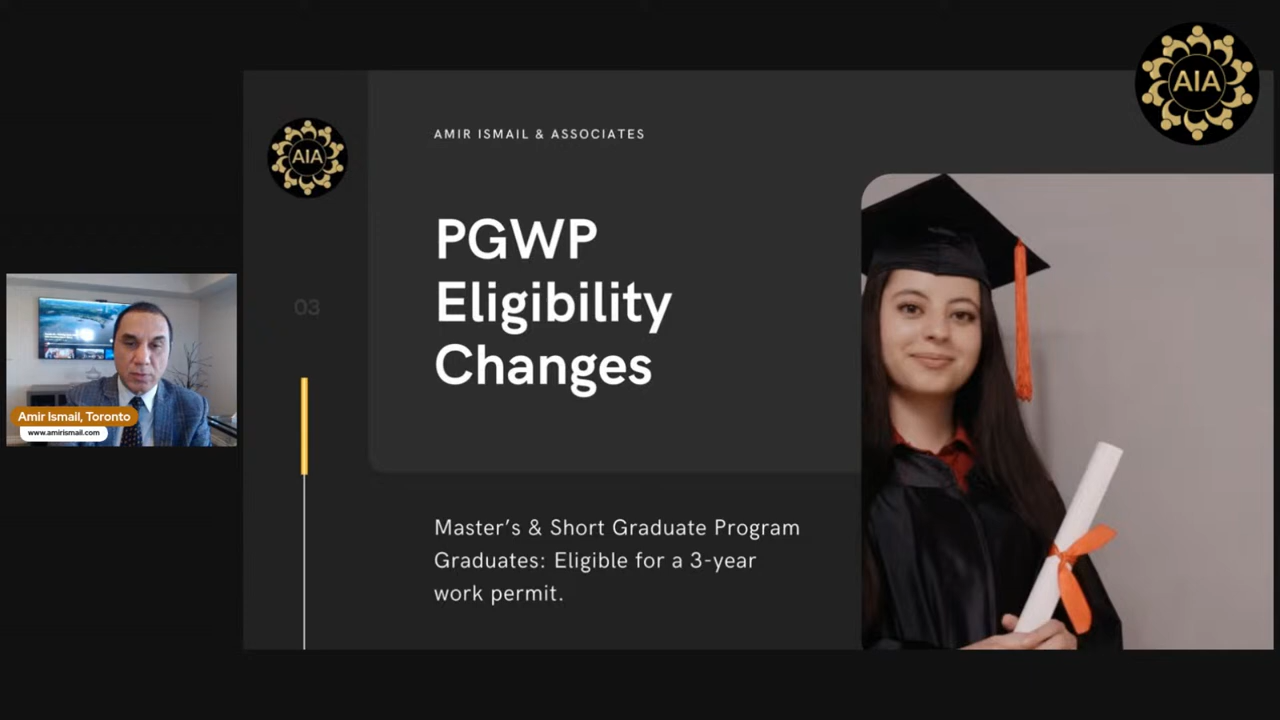 AIA
AIA
AMIR ISMAIL & ASSOCIATES
PGWP
Eligibility
Changes
03
Amir Ismail, Toronto
www.amirismail.com
Master’s & Short Graduate Program
Graduates: Eligible for a 3-year
work permit.